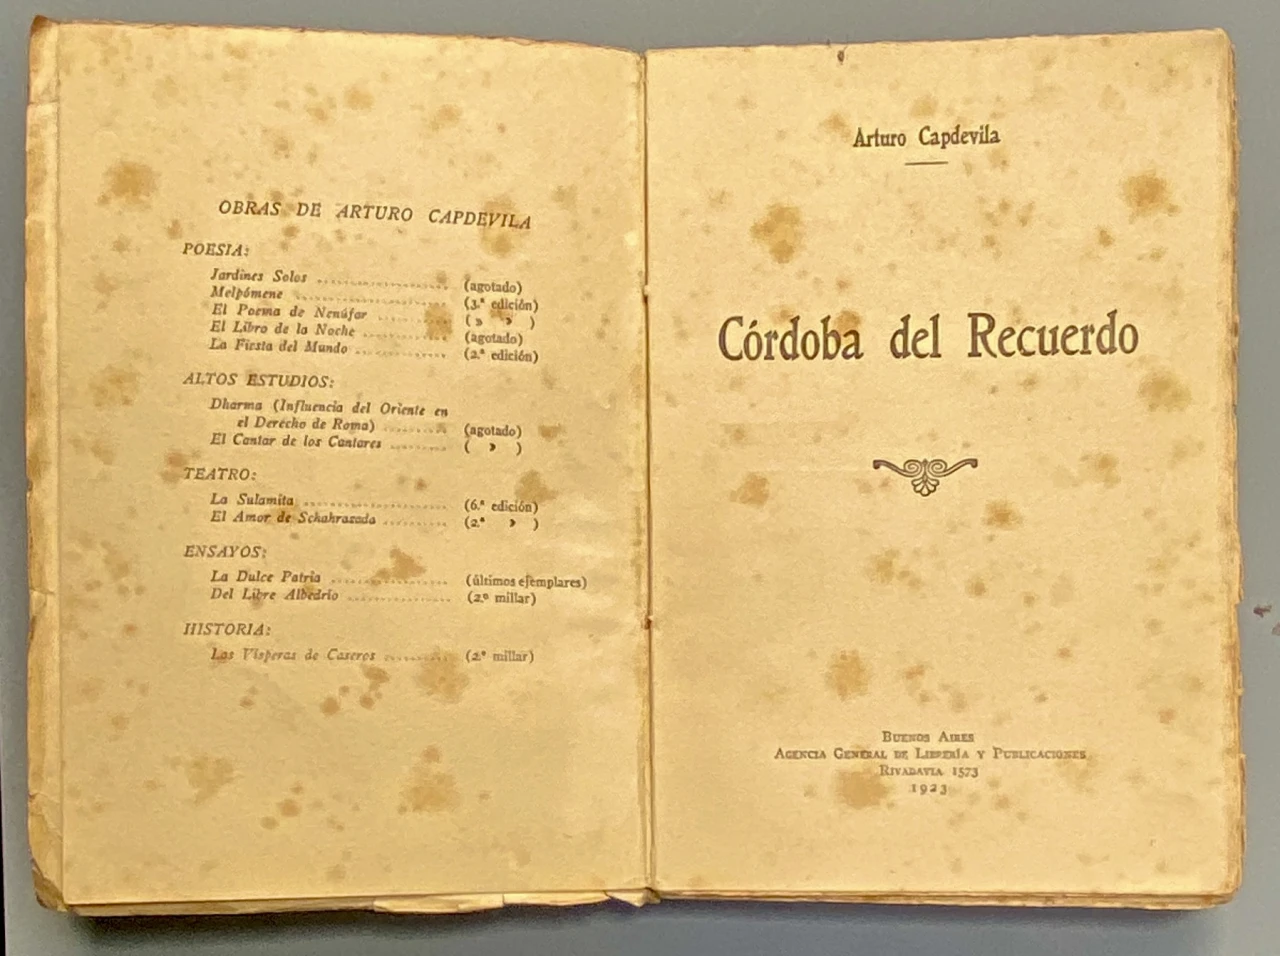 OBRAS DE ARTURO CAPDEVILA
POESIA:
Jardines Solos .......................... (agotado)
Melpómene .......................... (3.ª edición)
El Poema de Nenúfar ............. ( » » )
El Libro de la Noche ............... (agotado)
La Fiesta del Mundo ................ (2.ª edición)
ALTOS ESTUDIOS:
Dharma (Influencia del Oriente en
el Derecho de Roma) ............. (agotado)
El Cantar de los Cantares .......... ( » )
TEATRO:
La Sulamita .......................... (6.ª edición)
El Amor de Schahrazada ........... (2.ª » )
ENSAYOS:
La Dulce Patria ..................... (últimos ejemplares)
Del Libre Albedrío .................. (2.º millar)
HISTORIA:
Las Vísperas de Caseros ........... (2.º millar)
Arturo Capdevila
Córdoba del Recuerdo
BUENOS AIRES
AGENCIA GENERAL DE LIBRERÍA Y PUBLICACIONES
RIVADAVIA 1573
1923